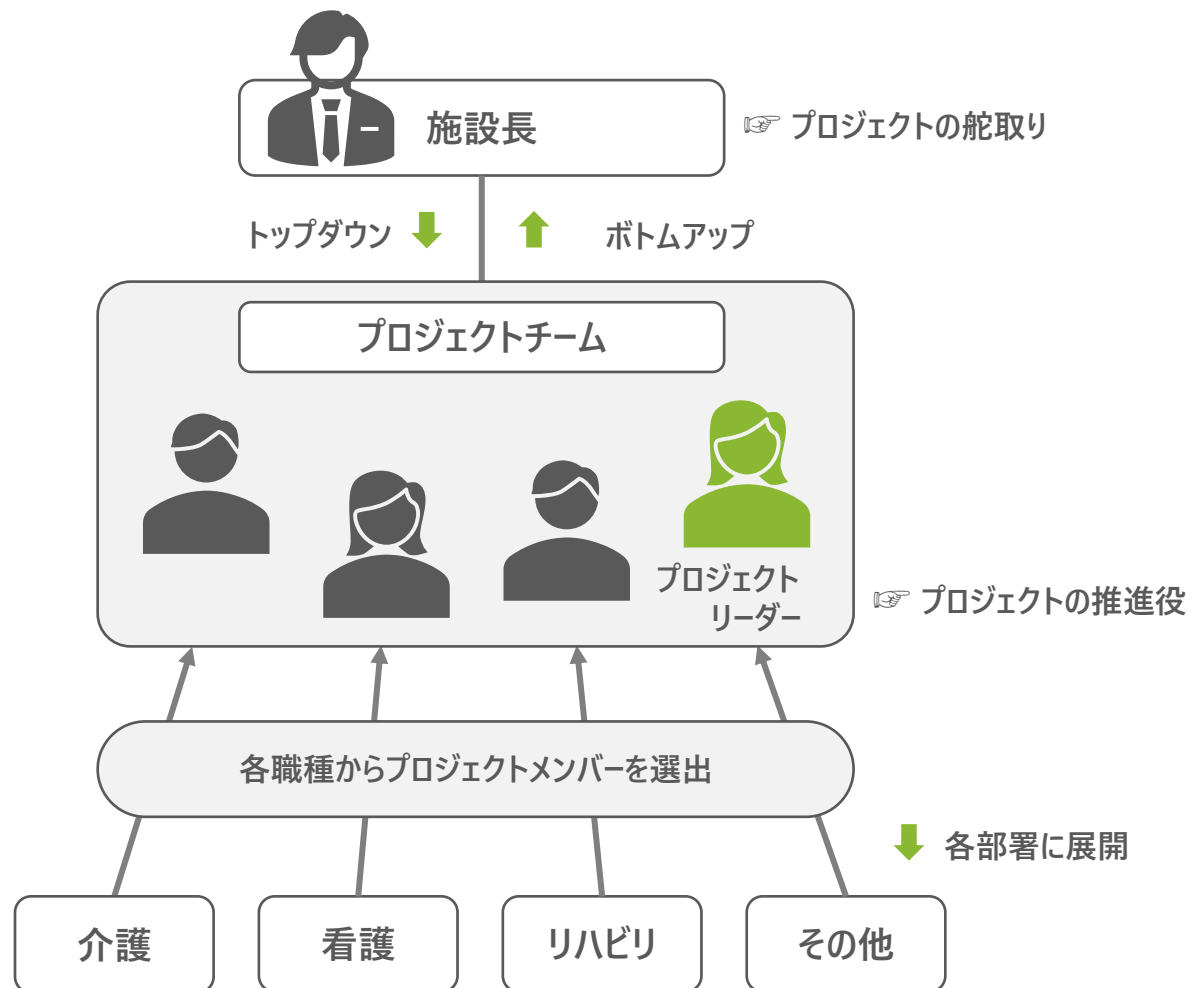 施設長
☞ プロジェクトの舵取り
トップダウン
ボトムアップ
プロジェクトチーム
プロジェクト
リーダー
☞ プロジェクトの推進役
各職種からプロジェクトメンバーを選出
各部署に展開
介護
看護
リハビリ
その他